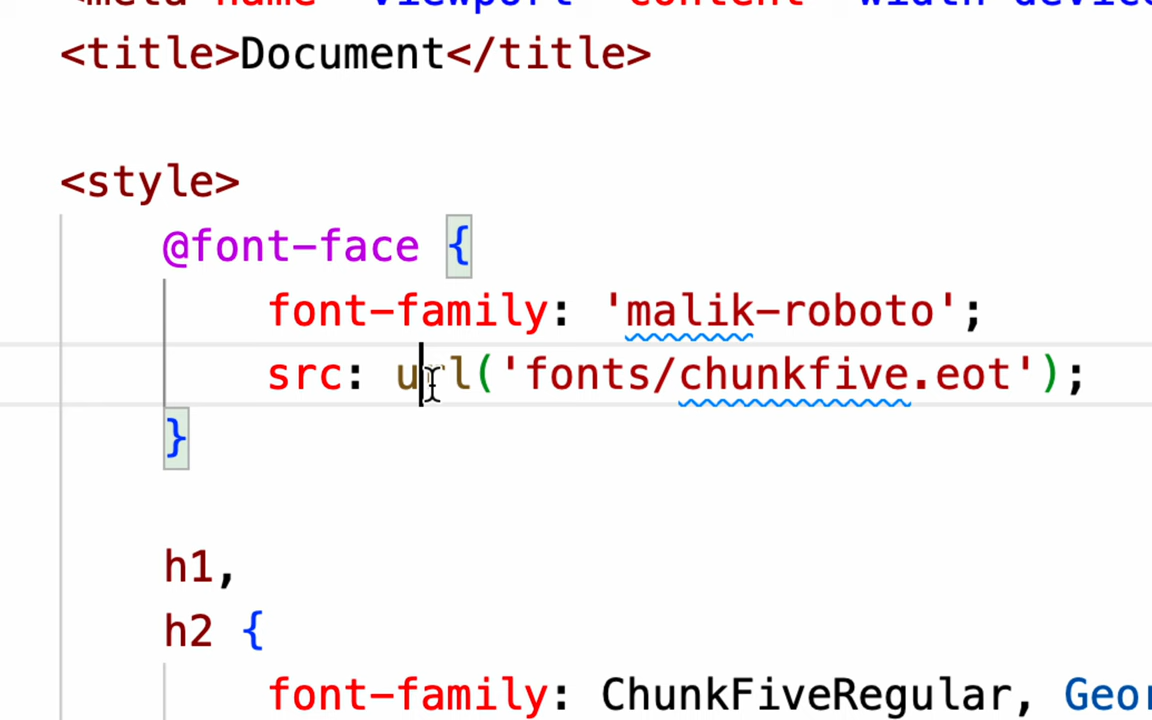 <title>Document</title>
<style>
@font-face {
font-family: 'malik-roboto';
src: url('fonts/chunkfive.eot');
}
h1,
h2 {
font-family: ChunkFiveRegular,